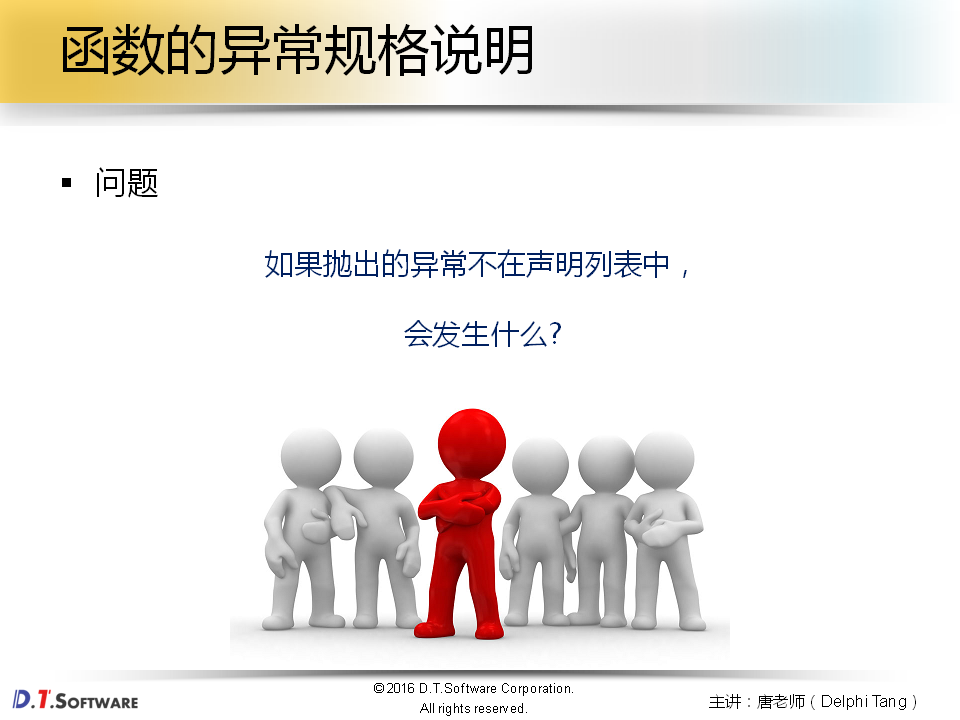 函数的异常规格说明
▪ 问题
如果抛出的异常不在声明列表中，
会发生什么?
D.T.SOFTWARE
©2016 D.T.Software Corporation.
All rights reserved.
主讲：唐老师（Delphi Tang）